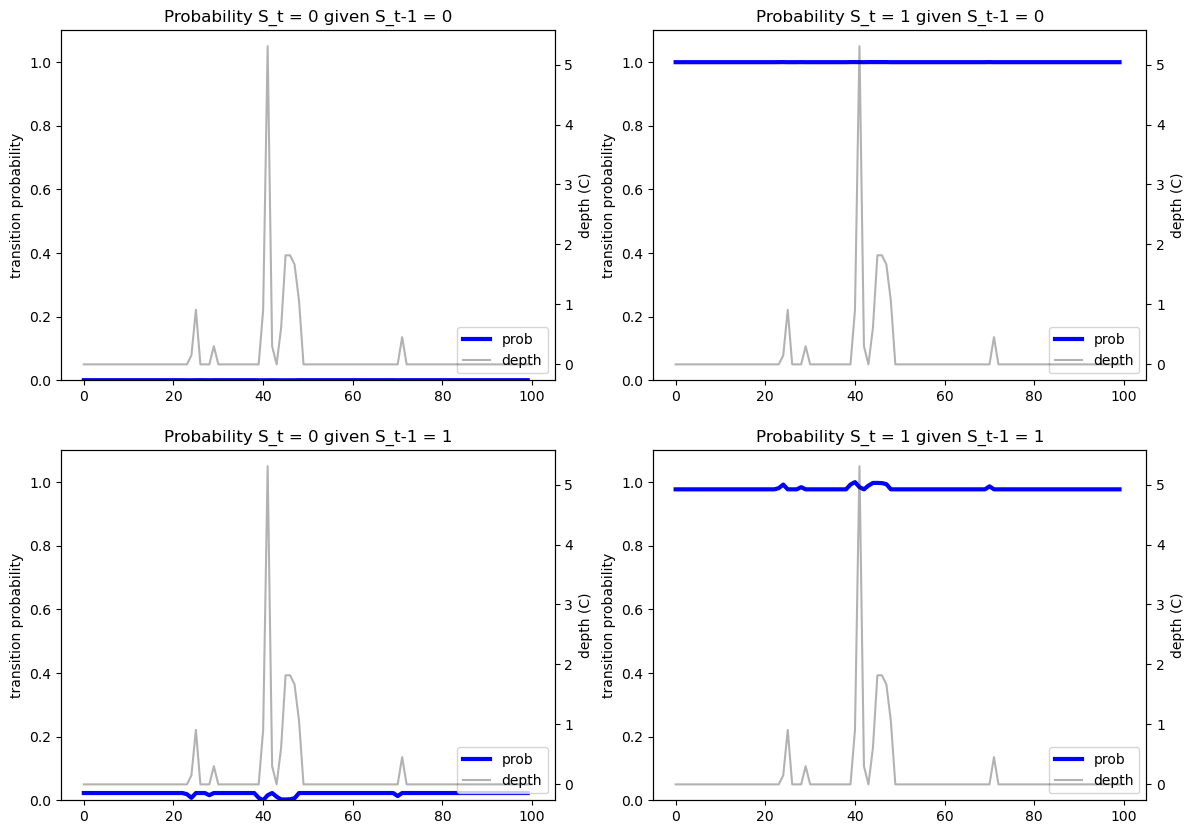 Probability S_t = 0 given S_t-1 = 0
1.0
0.8
0.6
0.4
0.2
0.0
transition probability
5
4
3
2
1
0
depth (C)
prob
depth
0 20 40 60 80 100
Probability S_t = 1 given S_t-1 = 0
1.0
0.8
0.6
0.4
0.2
0.0
transition probability
5
4
3
2
1
0
depth (C)
prob
depth
0 20 40 60 80 100
Probability S_t = 0 given S_t-1 = 1
1.0
0.8
0.6
0.4
0.2
0.0
transition probability
5
4
3
2
1
0
depth (C)
prob
depth
0 20 40 60 80 100
Probability S_t = 1 given S_t-1 = 1
1.0
0.8
0.6
0.4
0.2
0.0
transition probability
5
4
3
2
1
0
depth (C)
prob
depth
0 20 40 60 80 100